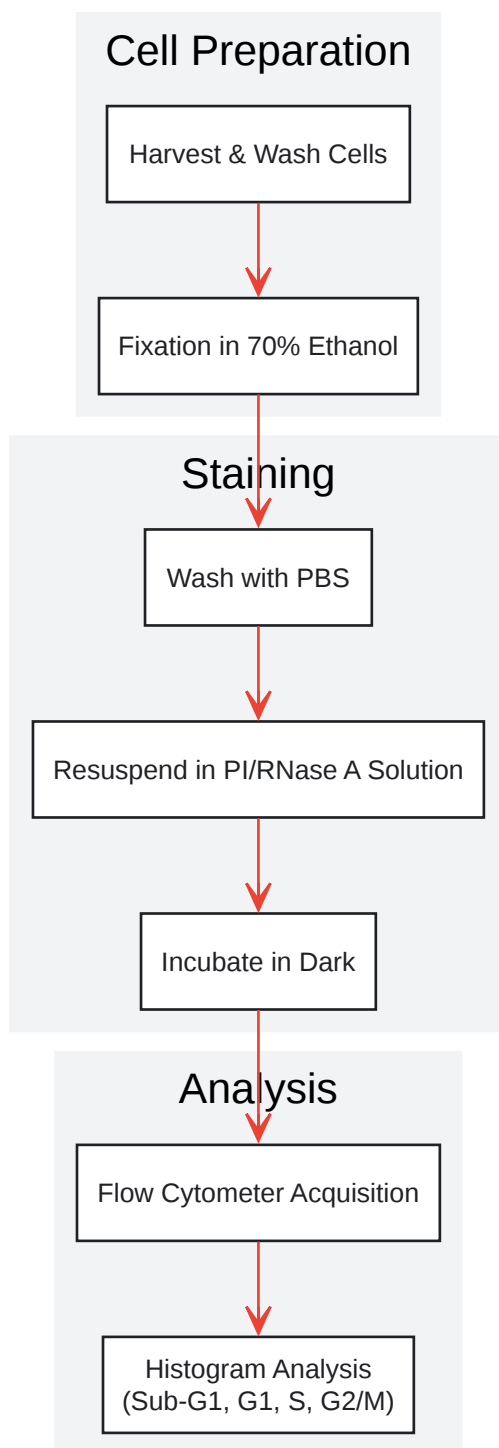 Cell Preparation
Harvest & Wash Cells
Fixation in 70% Ethanol
Staining
Wash with PBS
Resuspend in PI/RNase A Solution
Incubate in Dark
Analysis
Flow Cytometer Acquisition
Histogram Analysis
(Sub-G1, G1, S, G2/M)